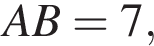 AB = 7,